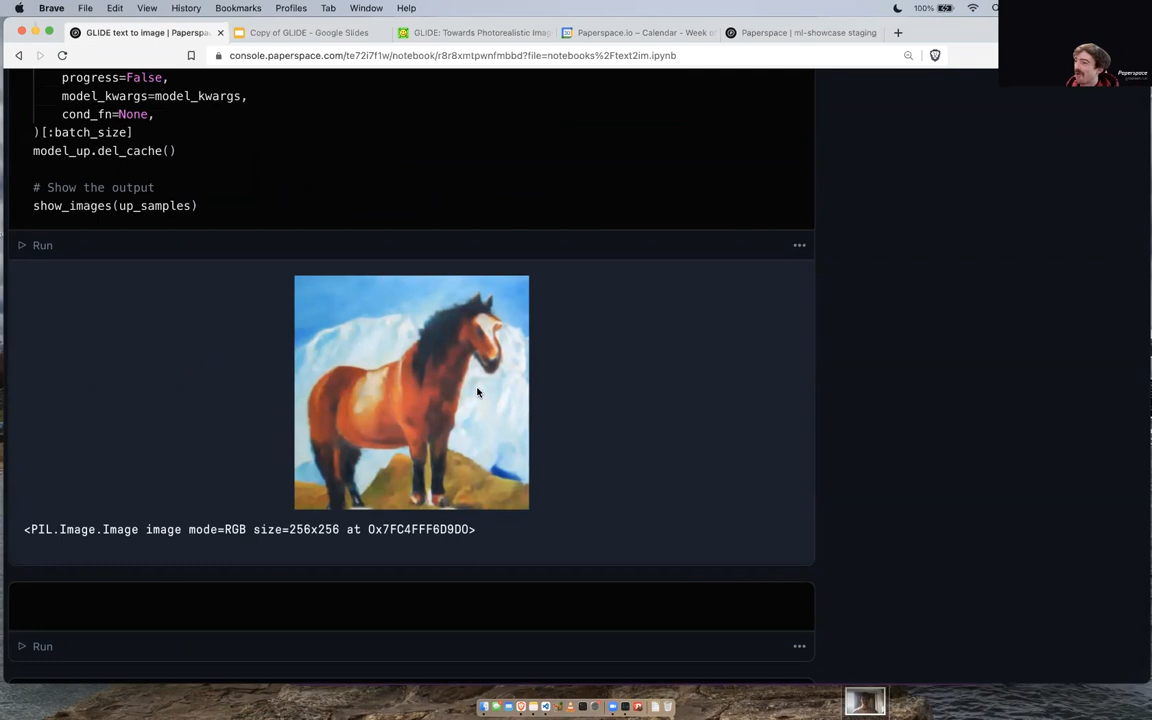 Brave File Edit View History Bookmarks Profiles Tab Window Help 100%
GLIDE text to image | Paperspa Copy of GLIDE - Google Slides GLIDE: Towards Photorealistic Imag Paperspace.io – Calendar - Week o Paperspace | ml-showcase staging
console.paperspace.com/te72i7f1w/notebook/r8r8xmtpwnfmbbd?file=notebooks%2Ftext2im.ipynb
Paperspace
progress=False,
model_kwargs=model_kwargs,
cond_fn=None,
)[:batch_size]
model_up.del_cache()
# Show the output
show_images(up_samples)
Run
<PIL.Image.Image image mode=RGB size=256x256 at 0x7FC4FFF6D9D0>
Run